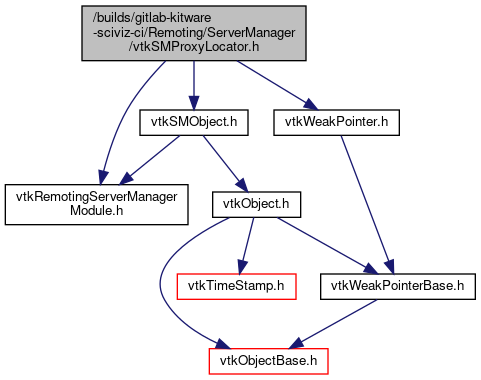 /builds/gitlab-kitware
-sciviz-ci/Remoting/ServerManager
/vtkSMProxyLocator.h
vtkSMObject.h
vtkWeakPointer.h
vtkRemotingServerManager
Module.h
vtkObject.h
vtkTimeStamp.h
vtkWeakPointerBase.h
vtkObjectBase.h